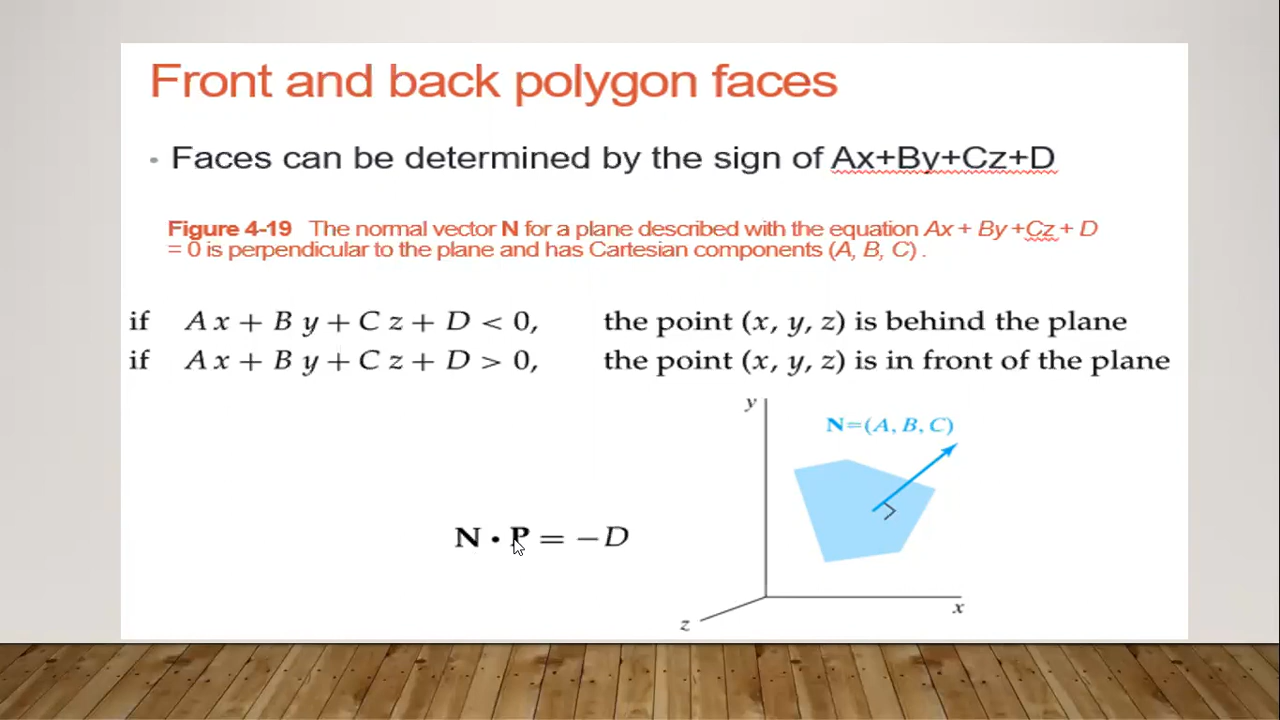 Front and back polygon faces
• Faces can be determined by the sign of Ax+By+Cz+D
Figure 4-19 The normal vector N for a plane described with the equation Ax + By +Cz + D
= 0 is perpendicular to the plane and has Cartesian components (A, B, C) .
if A x + B y + C z + D < 0, the point (x, y, z) is behind the plane
if A x + B y + C z + D > 0, the point (x, y, z) is in front of the plane
y
N=(A, B, C)
N • P = −D
x
z